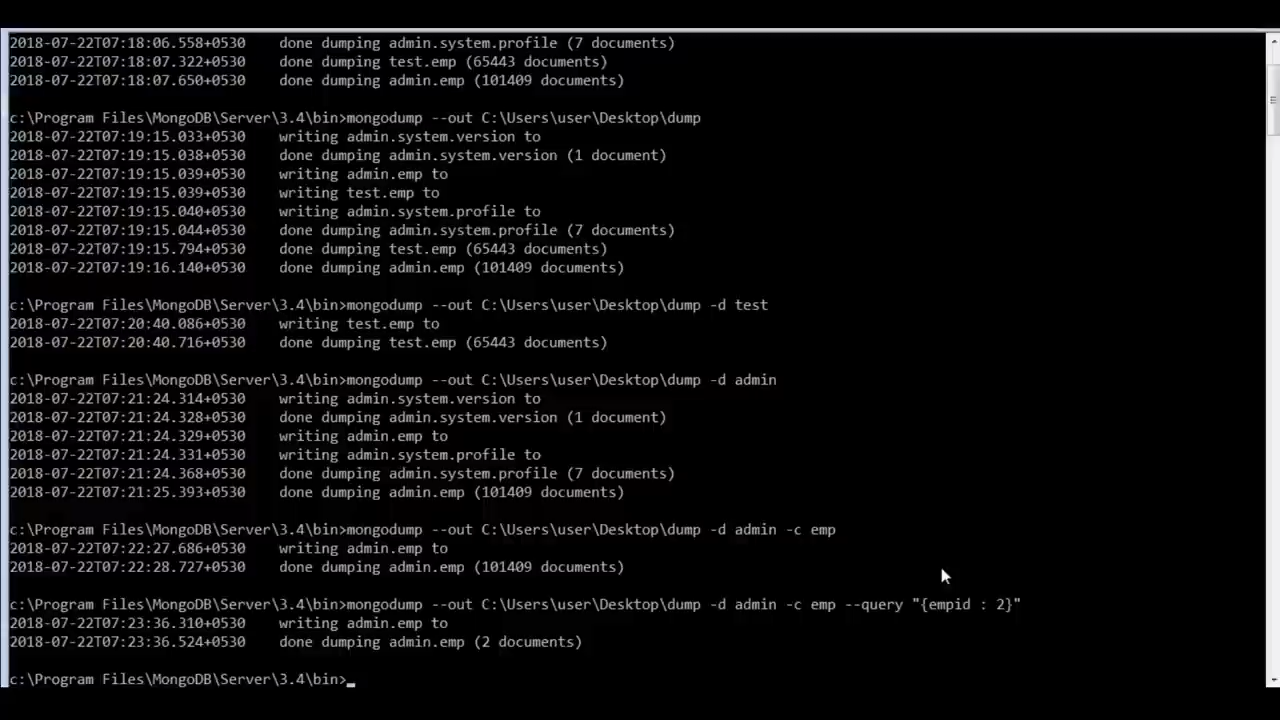 2018-07-22T07:18:06.558+0530    done dumping admin.system.profile (7 documents)
2018-07-22T07:18:07.322+0530    done dumping test.emp (65443 documents)
2018-07-22T07:18:07.650+0530    done dumping admin.emp (101409 documents)
c:\Program Files\MongoDB\Server\3.4\bin>mongodump --out C:\Users\user\Desktop\dump
2018-07-22T07:19:15.033+0530    writing admin.system.version to
2018-07-22T07:19:15.038+0530    done dumping admin.system.version (1 document)
2018-07-22T07:19:15.039+0530    writing admin.emp to
2018-07-22T07:19:15.039+0530    writing test.emp to
2018-07-22T07:19:15.040+0530    writing admin.system.profile to
2018-07-22T07:19:15.044+0530    done dumping admin.system.profile (7 documents)
2018-07-22T07:19:15.794+0530    done dumping test.emp (65443 documents)
2018-07-22T07:19:16.140+0530    done dumping admin.emp (101409 documents)
c:\Program Files\MongoDB\Server\3.4\bin>mongodump --out C:\Users\user\Desktop\dump -d test
2018-07-22T07:20:40.086+0530    writing test.emp to
2018-07-22T07:20:40.716+0530    done dumping test.emp (65443 documents)
c:\Program Files\MongoDB\Server\3.4\bin>mongodump --out C:\Users\user\Desktop\dump -d admin
2018-07-22T07:21:24.314+0530    writing admin.system.version to
2018-07-22T07:21:24.328+0530    done dumping admin.system.version (1 document)
2018-07-22T07:21:24.329+0530    writing admin.emp to
2018-07-22T07:21:24.331+0530    writing admin.system.profile to
2018-07-22T07:21:24.368+0530    done dumping admin.system.profile (7 documents)
2018-07-22T07:21:25.393+0530    done dumping admin.emp (101409 documents)
c:\Program Files\MongoDB\Server\3.4\bin>mongodump --out C:\Users\user\Desktop\dump -d admin -c emp
2018-07-22T07:22:27.686+0530    writing admin.emp to
2018-07-22T07:22:28.727+0530    done dumping admin.emp (101409 documents)
c:\Program Files\MongoDB\Server\3.4\bin>mongodump --out C:\Users\user\Desktop\dump -d admin -c emp --query "{empid : 2}"
2018-07-22T07:23:36.310+0530    writing admin.emp to
2018-07-22T07:23:36.524+0530    done dumping admin.emp (2 documents)
c:\Program Files\MongoDB\Server\3.4\bin>